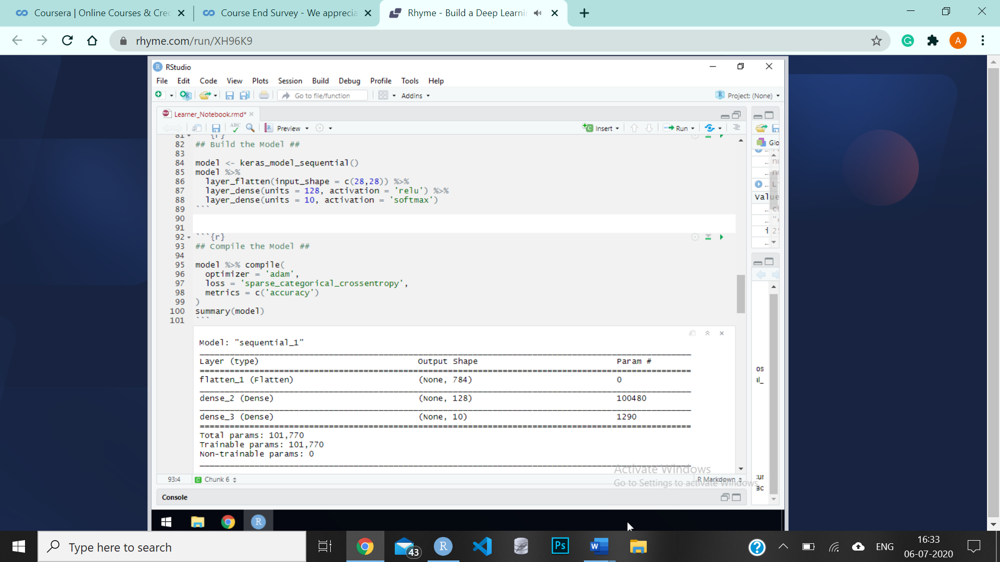 Coursera | Online Courses & Cred
Course End Survey - We apprecia
Rhyme - Build a Deep Learnin
rhyme.com/run/XH96K9
A
RStudio
File Edit Code View Plots Session Build Debug Profile Tools Help
Go to file/function
Addins
Project: (None)
Learner_Notebook.rmd*
ABC
Preview
Insert
Run
Glo
81 ```{r}
82 ## Build the Model ##
83
84 model <- keras_model_sequential()
85 model %>%
86 layer_flatten(input_shape = c(28,28)) %>%
87 layer_dense(units = 128, activation = 'relu') %>%
88 layer_dense(units = 10, activation = 'softmax')
89 ```
90
91
92 ```{r}
93 ## Compile the Model ##
94
95 model %>% compile(
96 optimizer = 'adam',
97 loss = 'sparse_categorical_crossentropy',
98 metrics = c('accuracy')
99 )
100 summary(model)
101 ```
Value
Model: "sequential_1"
Layer (type) Output Shape Param #
flatten_1 (Flatten) (None, 784) 0
dense_2 (Dense) (None, 128) 100480
dense_3 (Dense) (None, 10) 1290
Total params: 101,770
Trainable params: 101,770
Non-trainable params: 0
Activate Windows
Go to Settings to activate Windows.
93:4 Chunk 6 R Markdown
Console
Type here to search
43
Ps
ENG
16:33
06-07-2020